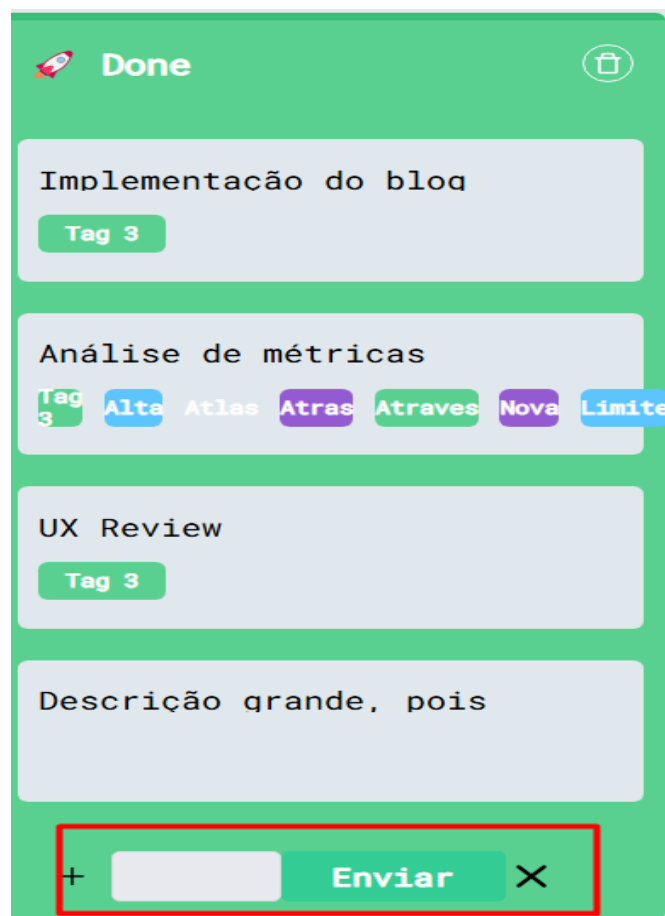 Done
Implementação do blog
Tag 3
Análise de métricas
Tag 3 Alta Atlas Atras Atraves Nova Limite
UX Review
Tag 3
Descrição grande, pois
+ Enviar ×